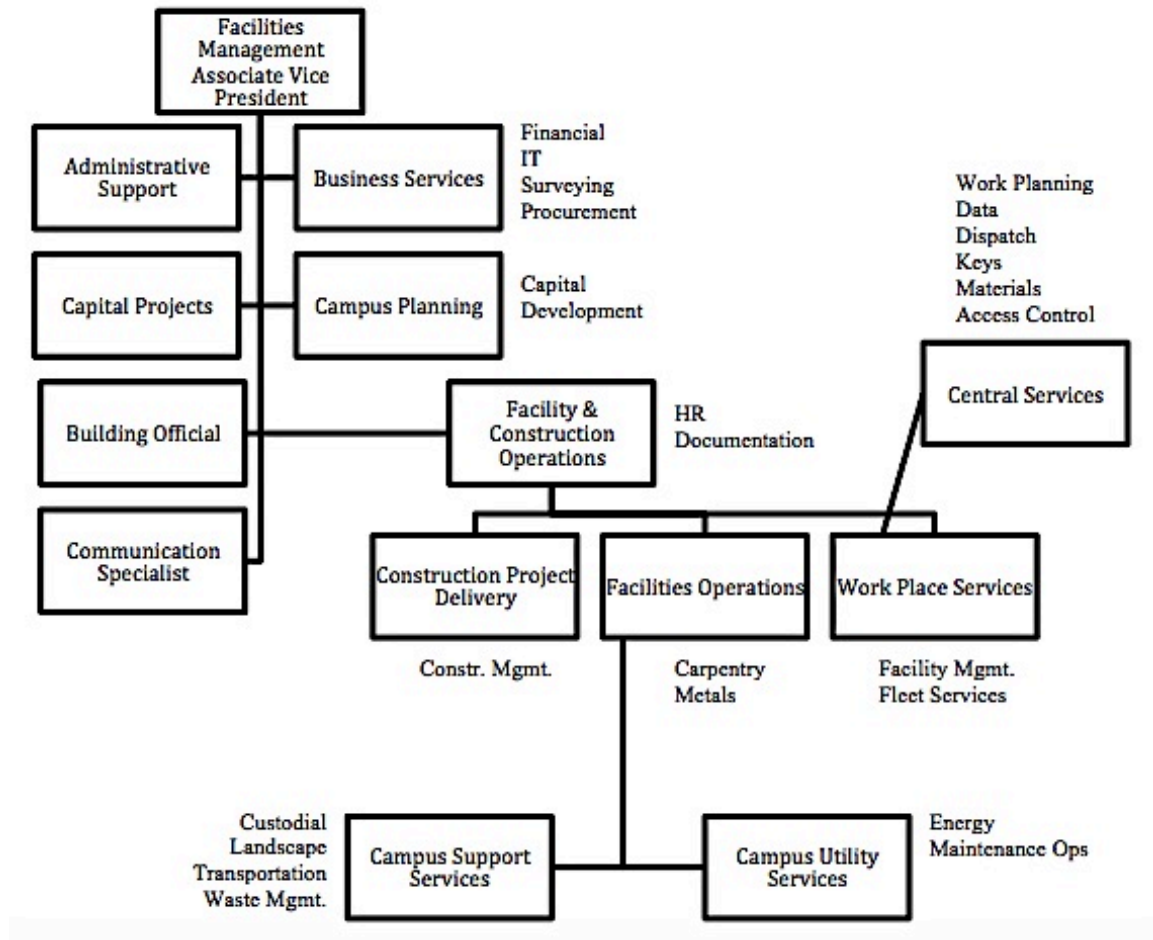 Facilities
Management
Associate Vice
President
Administrative
Support
Business Services
Financial
IT
Surveying
Procurement
Work Planning
Data
Dispatch
Keys
Materials
Access Control
Capital Projects
Campus Planning
Capital
Development
Central Services
Building Official
Facility &
Construction
Operations
HR
Documentation
Communication
Specialist
Construction Project
Delivery
Facilities Operations
Work Place Services
Constr. Mgmt.
Carpentry
Metals
Facility Mgmt.
Fleet Services
Custodial
Landscape
Transportation
Waste Mgmt.
Campus Support
Services
Campus Utility
Services
Energy
Maintenance Ops